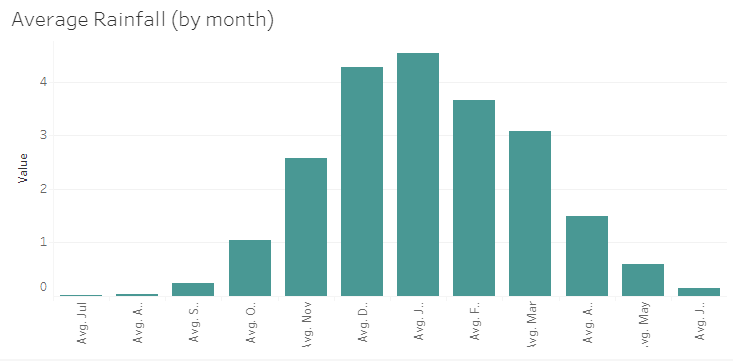 Average Rainfall (by month)
4
3
2
1
0
Value
Avg. Jul
Avg. A..
Avg. S..
Avg. O..
Avg. Nov
Avg. D..
Avg. J..
Avg. F..
Avg. Mar
Avg. A..
Avg. May
Avg. J..